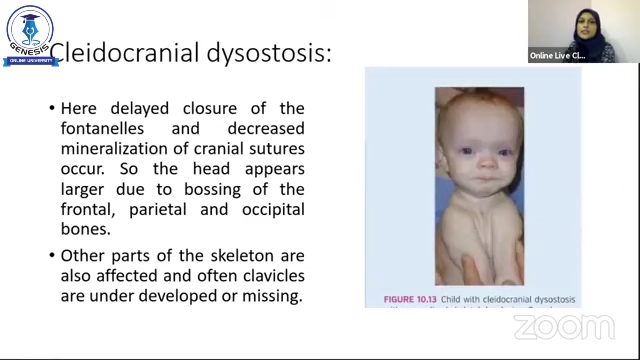 GENESIS
ONLINE UNIVERSITY
Cleidocranial dysostosis:
Online Live Cl...
• Here delayed closure of the
fontanelles and decreased
mineralization of cranial sutures
occur. So the head appears
larger due to bossing of the
frontal, parietal and occipital
bones.
• Other parts of the skeleton are
also affected and often clavicles
are under developed or missing.
FIGURE 10.13 Child with cleidocranial dysostosis
zoom